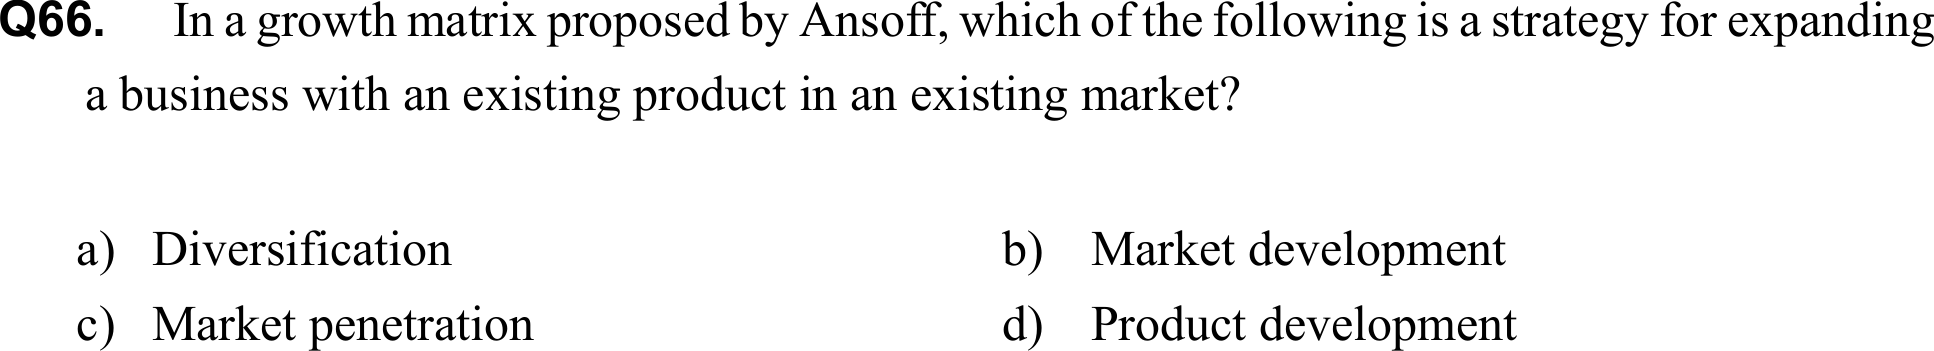 Q66. In a growth matrix proposed by Ansoff, which of the following is a strategy for expanding
a business with an existing product in an existing market?
a) Diversification b) Market development
c) Market penetration d) Product development